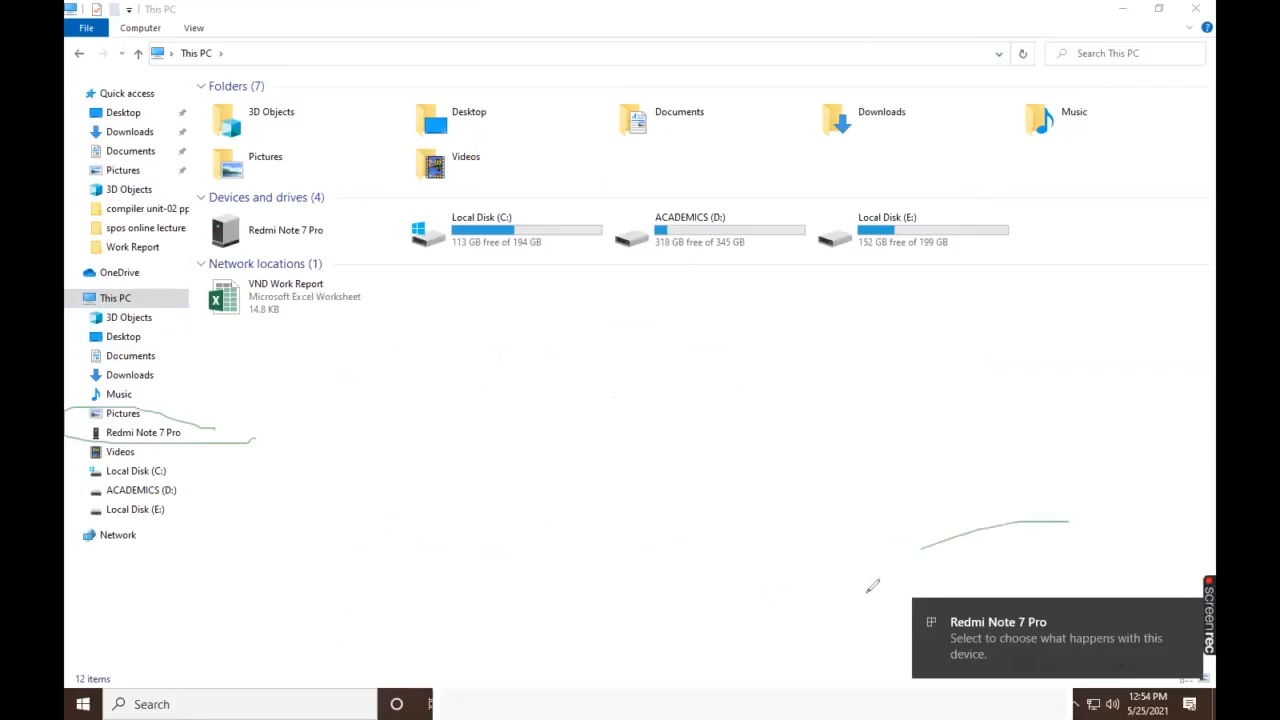 This PC
File Computer View
This PC
Search This PC
Quick access
Desktop
Downloads
Documents
Pictures
3D Objects
compiler unit-02 pp
spos online lecture
Work Report
OneDrive
This PC
3D Objects
Desktop
Documents
Downloads
Music
Pictures
Redmi Note 7 Pro
Videos
Local Disk (C:)
ACADEMICS (D:)
Local Disk (E:)
Network
Folders (7)
3D Objects
Desktop
Documents
Downloads
Music
Pictures
Videos
Devices and drives (4)
Redmi Note 7 Pro
Local Disk (C:)
113 GB free of 194 GB
ACADEMICS (D:)
318 GB free of 345 GB
Local Disk (E:)
152 GB free of 199 GB
Network locations (1)
VND Work Report
Microsoft Excel Worksheet
14.8 KB
Redmi Note 7 Pro
Select to choose what happens with this
device.
screenrec
12 items
Search
12:54 PM
5/25/2021